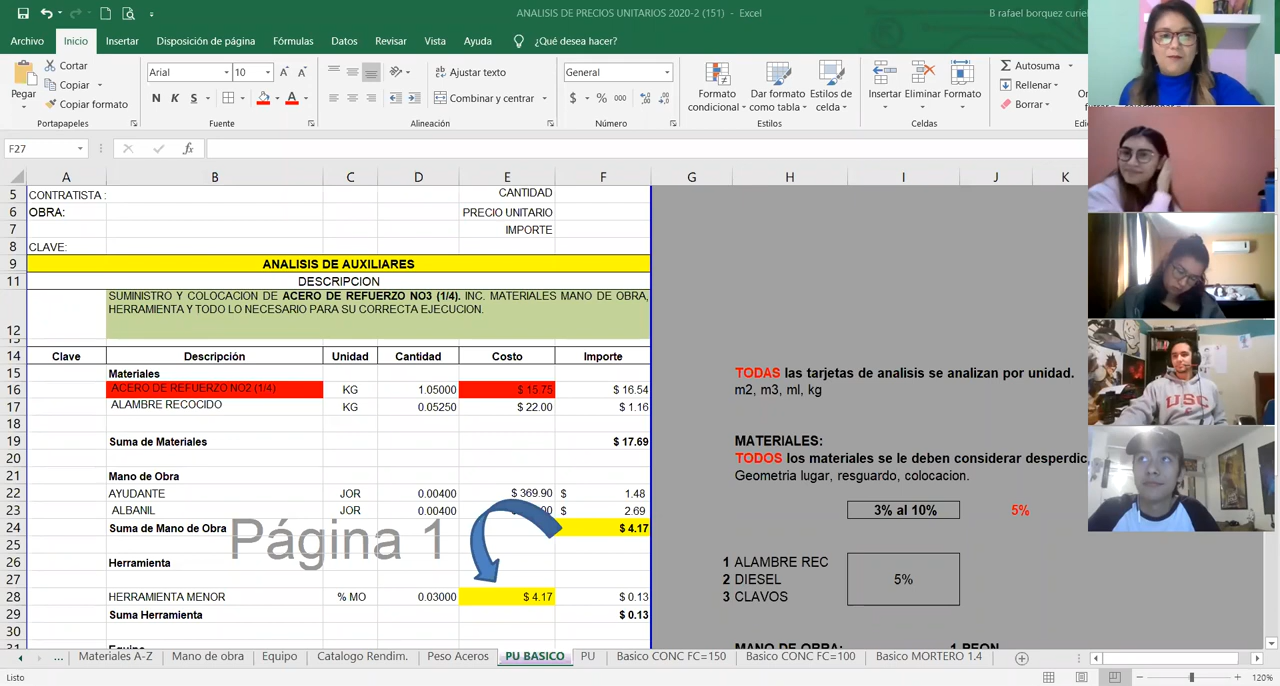 ANALISIS DE PRECIOS UNITARIOS 2020-2 (151) - Excel
B rafael borquez curiel
Archivo Inicio Insertar Disposición de página Fórmulas Datos Revisar Vista Ayuda ¿Qué desea hacer?
Cortar
Copiar
Copiar formato
Pegar
Arial 10
N K S
Ajustar texto
Combinar y centrar
General
$ % 000
Formato condicional
Dar formato como tabla
Estilos de celda
Insertar Eliminar Formato
Autosuma
Rellenar
Borrar
Portapapeles Fuente Alineación Número Estilos Celdas
F27 fx
A B C D E F G H I J K
5 CONTRATISTA : CANTIDAD
6 OBRA: PRECIO UNITARIO
7 IMPORTE
8 CLAVE:
9 ANALISIS DE AUXILIARES
11 DESCRIPCION
SUMINISTRO Y COLOCACION DE ACERO DE REFUERZO NO3 (1/4). INC. MATERIALES MANO DE OBRA,
12 HERRAMIENTA Y TODO LO NECESARIO PARA SU CORRECTA EJECUCION.
14 Clave Descripción Unidad Cantidad Costo Importe
15 Materiales
16 ACERO DE REFUERZO NO2 (1/4) KG 1.05000 $ 15.75 $ 16.54
17 ALAMBRE RECOCIDO KG 0.05250 $ 22.00 $ 1.16
18
19 Suma de Materiales $ 17.69
20
21 Mano de Obra
22 AYUDANTE JOR 0.00400 $ 369.90 $ 1.48
23 ALBANIL JOR 0.00400 $ 2.69
24 Suma de Mano de Obra $ 4.17
25
26 Herramienta
27
28 HERRAMIENTA MENOR % MO 0.03000 $ 4.17 $ 0.13
29 Suma Herramienta $ 0.13
30
Página 1
TODAS las tarjetas de analisis se analizan por unidad.
m2, m3, ml, kg
MATERIALES:
TODOS los materiales se le deben considerar desperdic
Geometria lugar, resguardo, colocacion.
3% al 10% 5%
1 ALAMBRE REC
2 DIESEL 5%
3 CLAVOS
MANO DE OBRA: 1 PEON
... Materiales A-Z Mano de obra Equipo Catalogo Rendim. Peso Aceros PU BASICO PU Basico CONC FC=150 Basico CONC FC=100 Basico MORTERO 1.4
Listo 120%
USC